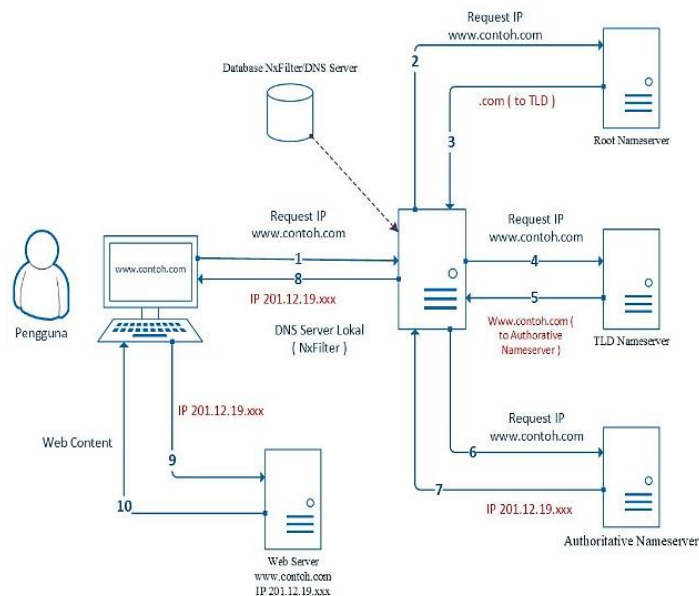 Request IP
www.contoh.com
2
Database NxFilter/DNS Server
.com ( to TLD )
3
Root Nameserver
Request IP
www.contoh.com
1
8
IP 201.12.19.xxx
www.contoh.com
Pengguna
DNS Server Lokal
( NxFilter )
Request IP
www.contoh.com
4
5
Www.contoh.com (
to Authorative
Nameserver )
TLD Nameserver
IP 201.12.19.xxx
Web Content
9
10
Web Server
www.contoh.com
IP 201.12.19.xxx
Request IP
www.contoh.com
6
7
IP 201.12.19.xxx
Authoritative Nameserver